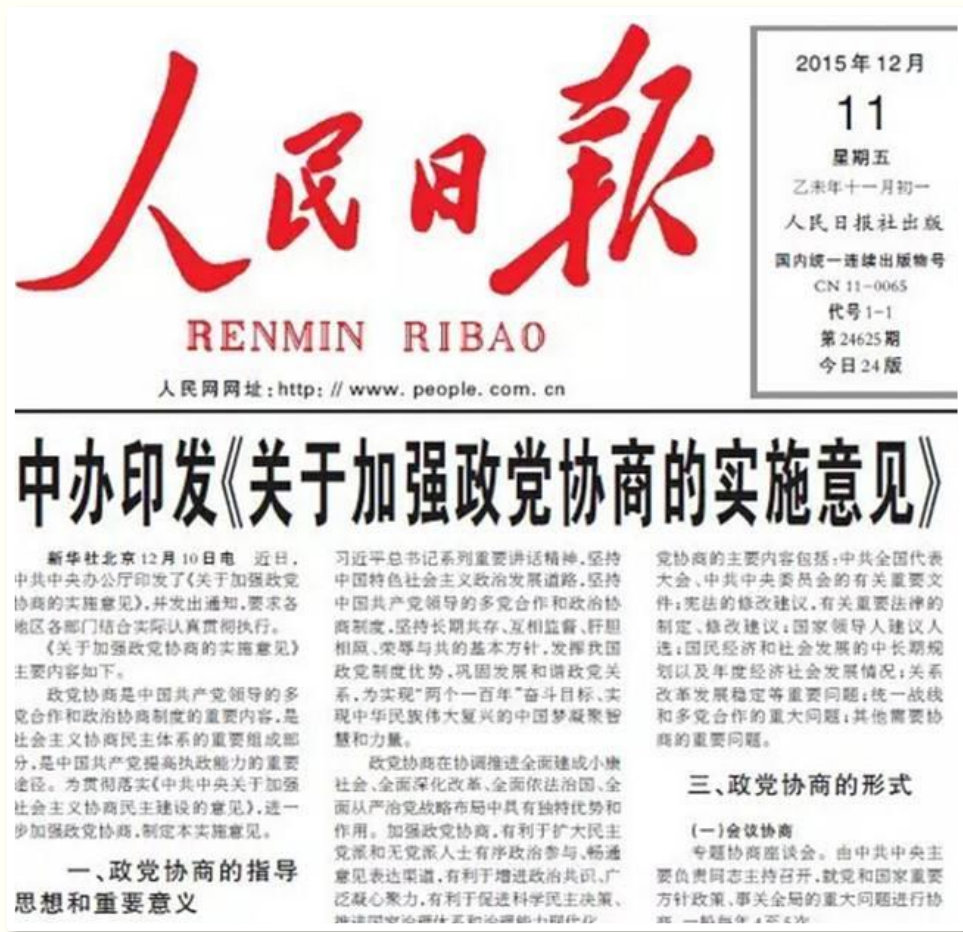 人民日報
RENMIN RIBAO
人民网网址:http://www.people.com.cn
2015年12月
11
星期五
乙未年十一月初一
人民日报社出版
国内统一连续出版物号
CN 11-0065
代号1-1
第24625期
今日24版
中办印发《关于加强政党协商的实施意见》
新华社北京12月10日电 近日,
中共中央办公厅印发了《关于加强政党
协商的实施意见》,并发出通知,要求各
地区各部门结合实际认真贯彻执行。
《关于加强政党协商的实施意见》
主要内容如下。
政党协商是中国共产党领导的多
党合作和政治协商制度的重要内容,是
社会主义协商民主体系的重要组成部
分,是中国共产党提高执政能力的重要
途径。为贯彻落实《中共中央关于加强
社会主义协商民主建设的意见》,进一
步加强政党协商,制定本实施意见。
一、政党协商的指导
思想和重要意义
习近平总书记系列重要讲话精神,坚持
中国特色社会主义政治发展道路,坚持
中国共产党领导的多党合作和政治协
商制度,坚持长期共存、互相监督、肝胆
相照、荣辱与共的基本方针,发挥我国
政党制度优势,巩固发展和谐政党关
系,为实现“两个一百年”奋斗目标、实
现中华民族伟大复兴的中国梦凝聚智
慧和力量。
政党协商在协调推进全面建成小康
社会、全面深化改革、全面依法治国、全
面从严治党战略布局中具有独特优势和
作用。加强政党协商,有利于扩大民主
党派和无党派人士有序政治参与、畅通
意见表达渠道,有利于增进政治共识、广
泛凝心聚力,有利于促进科学民主决策、
推进国家治理体系和治理能力现代化
党协商的主要内容包括:中共全国代表
大会、中共中央委员会的有关重要文
件;宪法的修改建议,有关重要法律的
制定、修改建议;国家领导人建议人
选;国民经济和社会发展的中长期规
划以及年度经济社会发展情况;关系
改革发展稳定等重要问题;统一战线
和多党合作的重大问题;其他需要协
商的重要问题。
三、政党协商的形式
(一)会议协商
专题协商座谈会。由中共中央主
要负责同志主持召开,就党和国家重要
方针政策、事关全局的重大问题进行协
商,一般每年4至5次